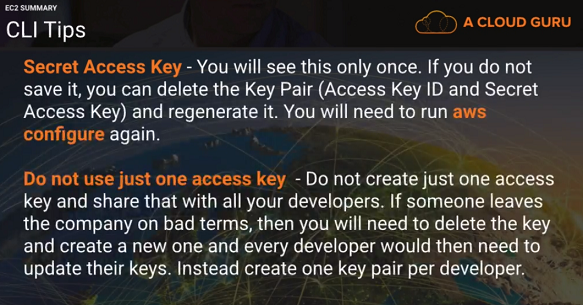 EC2 SUMMARY
CLI Tips
A CLOUD GURU
Secret Access Key - You will see this only once. If you do not
save it, you can delete the Key Pair (Access Key ID and Secret
Access Key) and regenerate it. You will need to run aws
configure again.
Do not use just one access key - Do not create just one access
key and share that with all your developers. If someone leaves
the company on bad terms, then you will need to delete the key
and create a new one and every developer would then need to
update their keys. Instead create one key pair per developer.